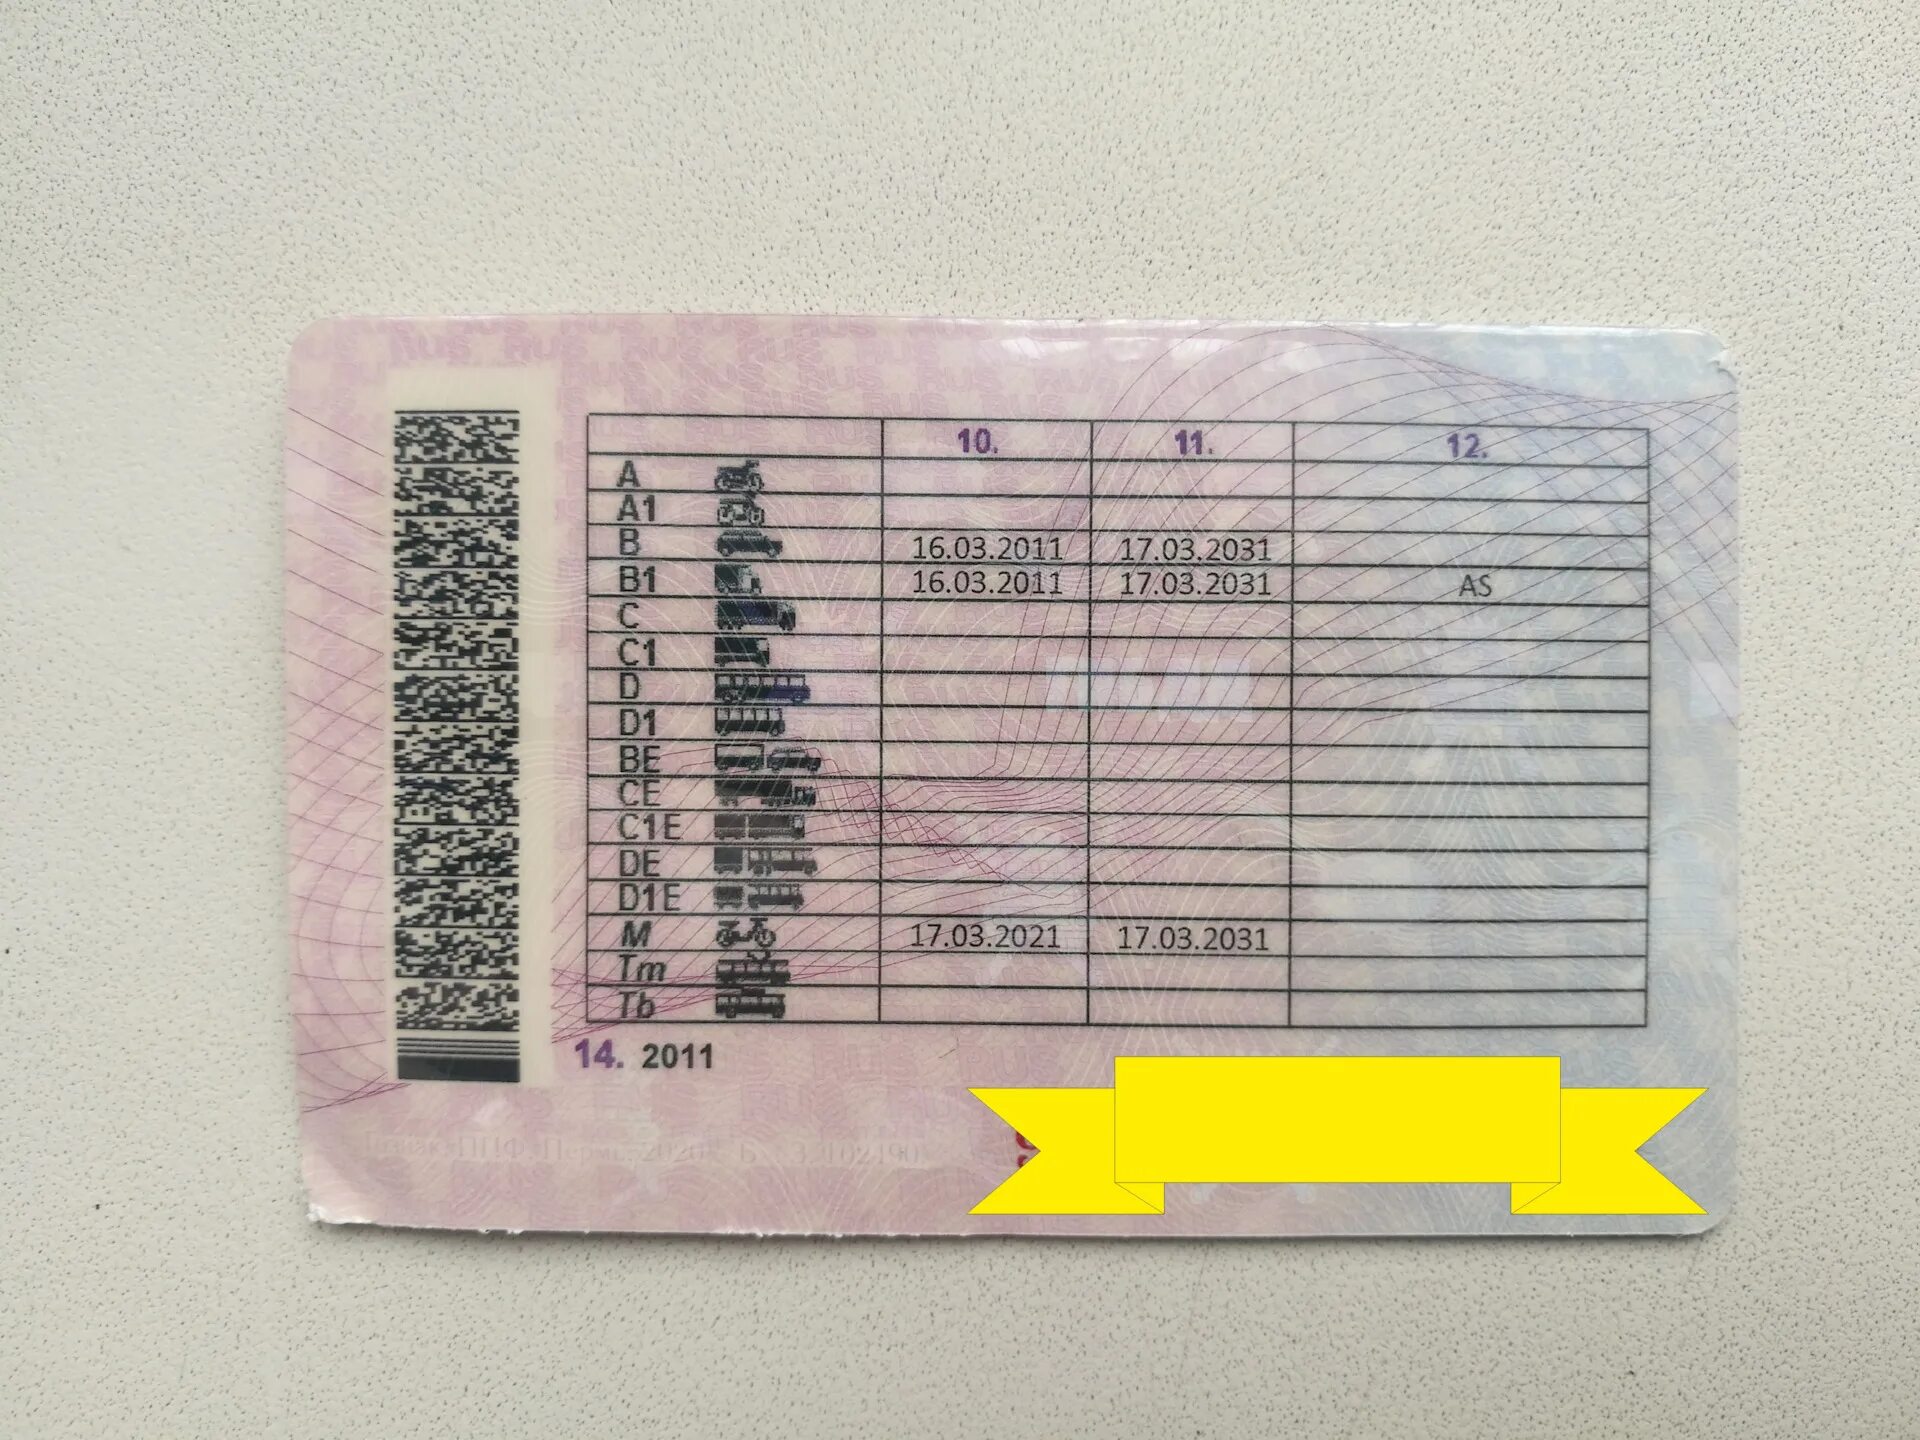 10. 11. 12.
A
A1
B 16.03.2011 17.03.2031
B1 16.03.2011 17.03.2031 AS
C
C1
D
D1
BE
CE
C1E
DE
D1E
M 17.03.2021 17.03.2031
Tm
Tb
14. 2011